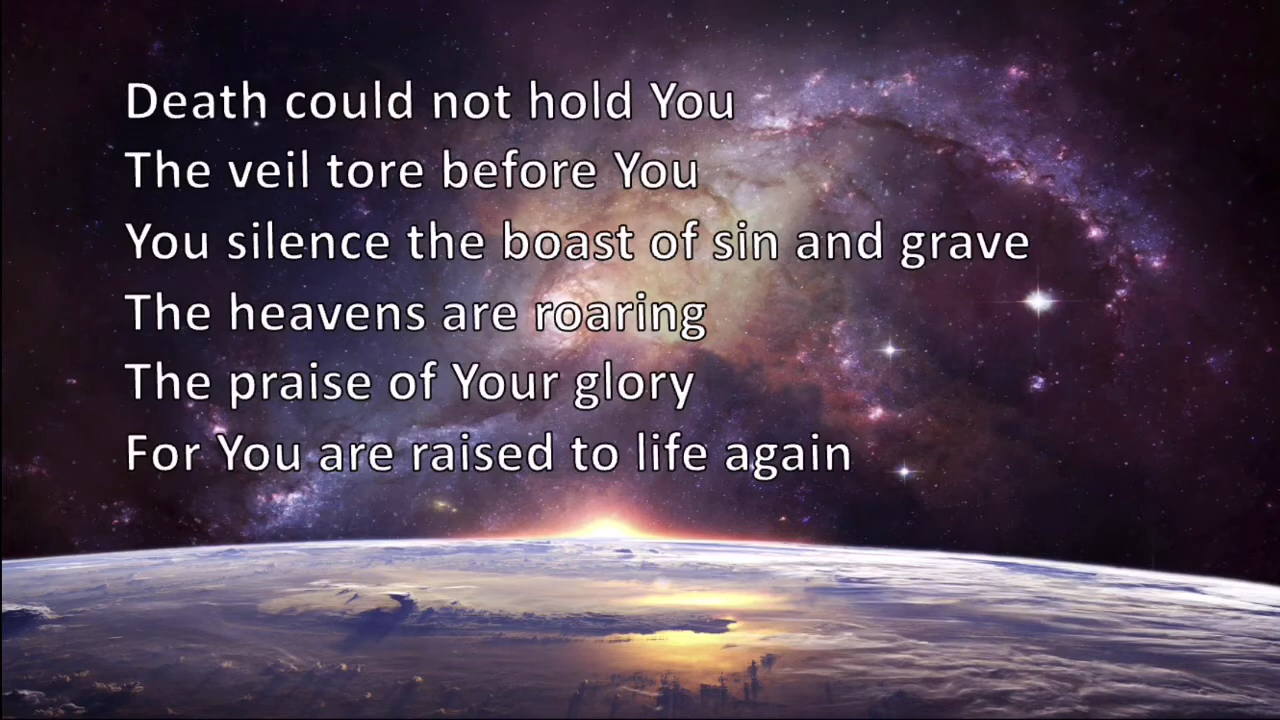 Death could not hold You
The veil tore before You
You silence the boast of sin and grave
The heavens are roaring
The praise of Your glory
For You are raised to life again